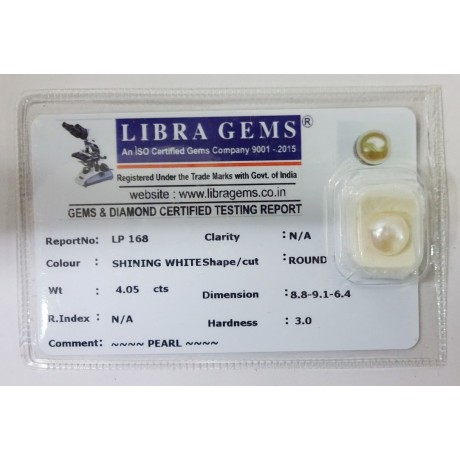 LIBRA GEMS®
An ISO Certified Gems Company 9001 - 2015
Registered Under the Trade Marks with Govt. of India
website : www.libragems.co.in
GEMS & DIAMOND CERTIFIED TESTING REPORT
ReportNo: LP 168 Clarity : N/A
Colour : SHINING WHITE Shape/cut : ROUND
Wt : 4.05 cts Dimension : 8.8-9.1-6.4
R.Index : N/A Hardness : 3.0
Comment: ~~~~ PEARL ~~~~